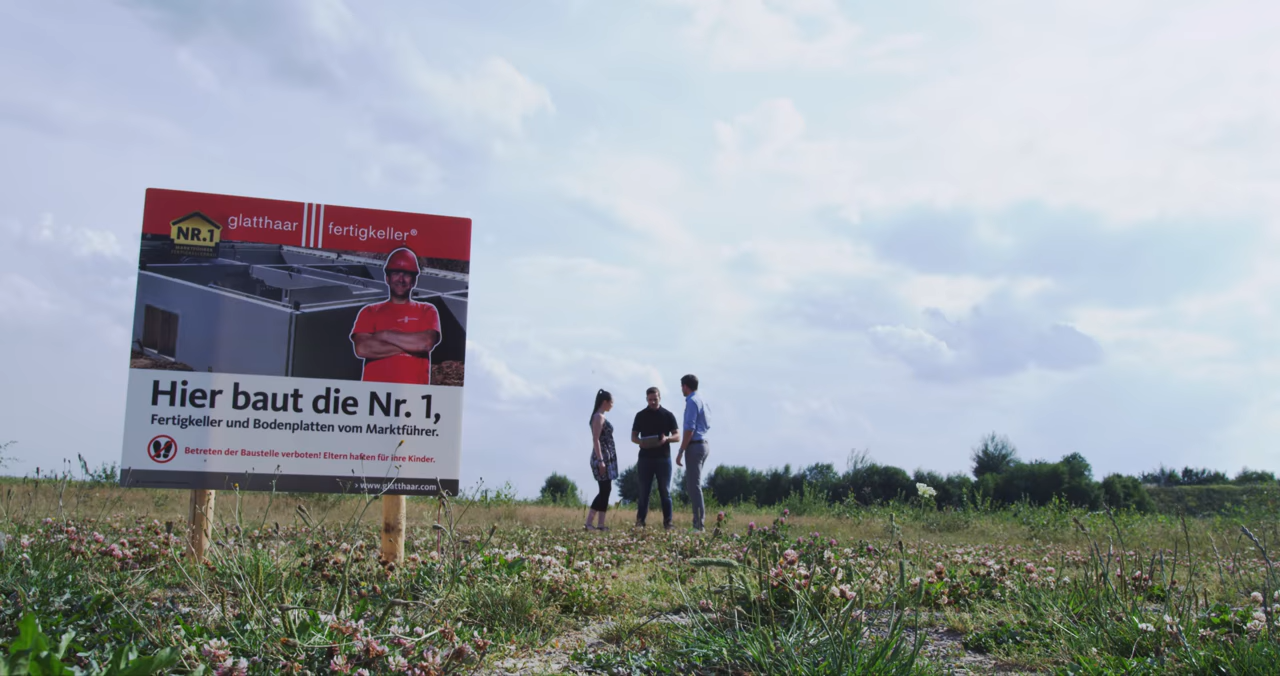 NR.1
glatthaar fertigkeller®
Hier baut die Nr. 1,
Fertigkeller und Bodenplatten vom Marktführer.
Betreten der Baustelle verboten! Eltern haften für ihre Kinder.
› www.glatthaar.com